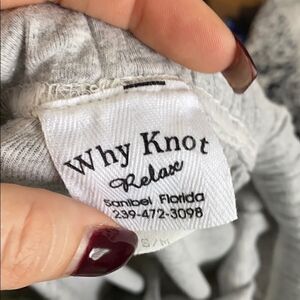 Why Knot
Relax
Sanibel Florida
239-472-3098
S/M